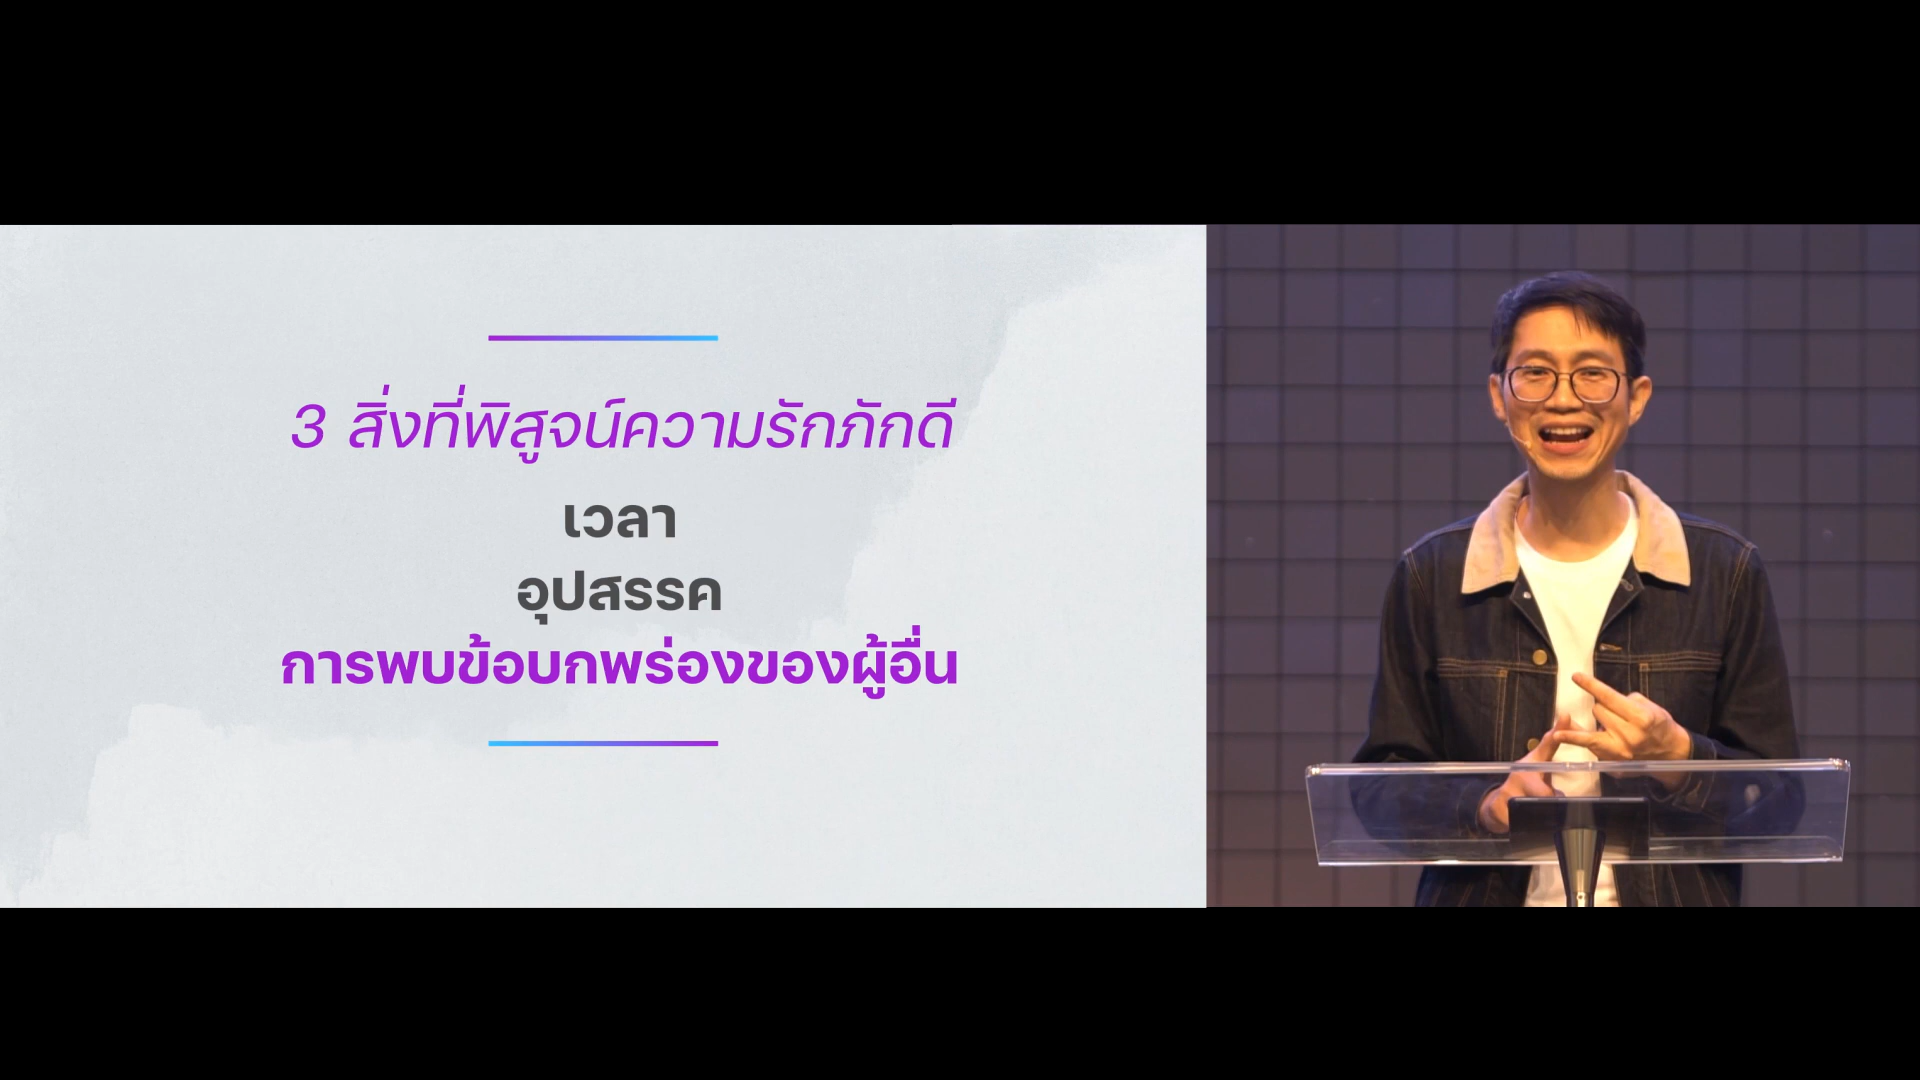 3 สิ่งที่พิสูจน์ความรักภักดี
เวลา
อุปสรรค
การพบข้อบกพร่องของผู้อื่น